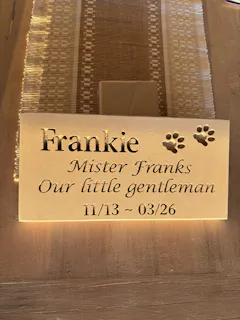 Frankie
Mister Franks
Our little gentleman
11/13 ~ 03/26